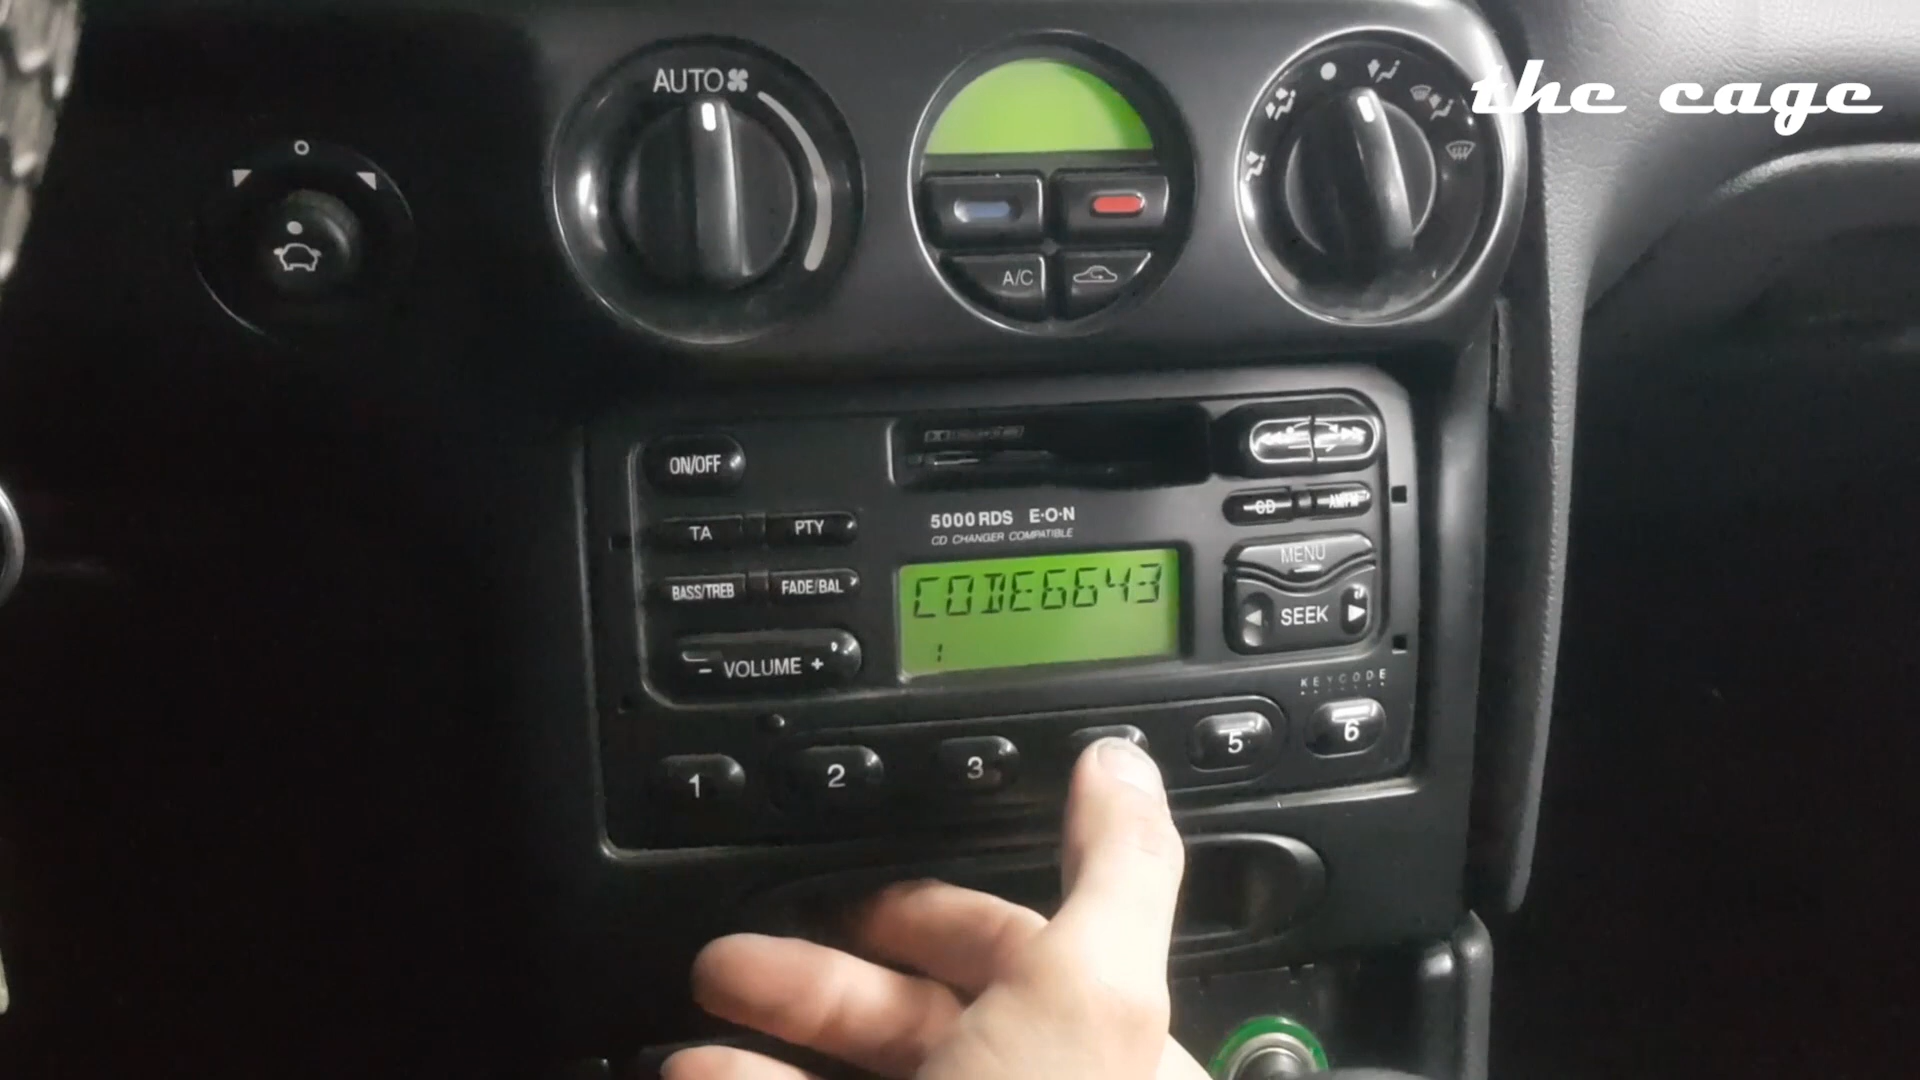 the cage
AUTO
A/C
ON/OFF
TA
PTY
BASS/TREB
FADE/BAL
- VOLUME +
5000 RDS E·O·N
CD CHANGER COMPATIBLE
CODE6643
1
CD
AM/FM
MENU
SEEK
KEYCODE
1
2
3
5
6